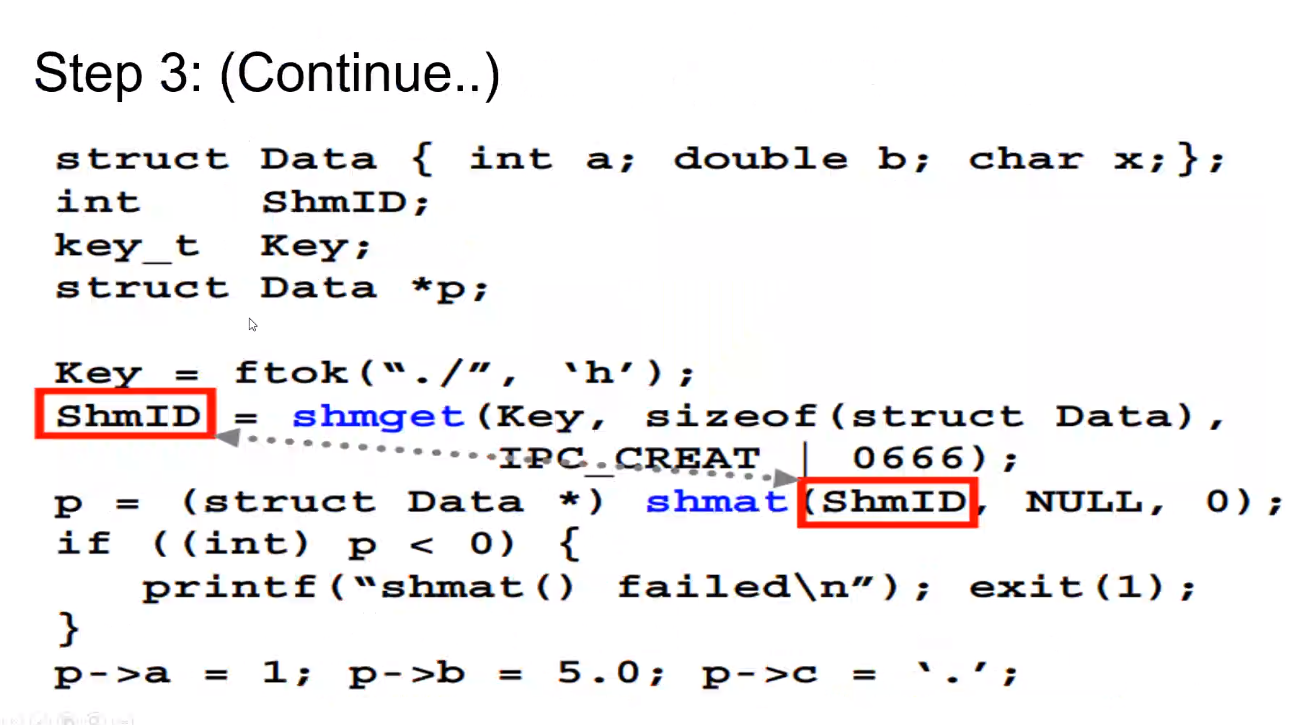 Step 3: (Continue..)
struct Data { int a; double b; char x;};
int ShmID;
key_t Key;
struct Data *p;
Key = ftok(“./”, ‘h’);
ShmID = shmget(Key, sizeof(struct Data),
IPC_CREAT | 0666);
p = (struct Data *) shmat(ShmID, NULL, 0);
if ((int) p < 0) {
printf(“shmat() failed\n”); exit(1);
}
p->a = 1; p->b = 5.0; p->c = ‘.’;